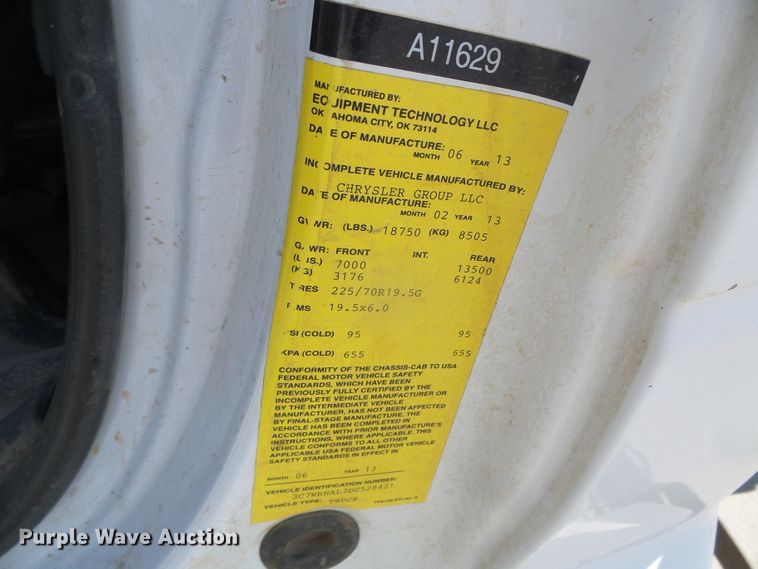 A11629
MANUFACTURED BY:
EQUIPMENT TECHNOLOGY LLC
OKLAHOMA CITY, OK 73114
DATE OF MANUFACTURE:
MONTH 06 YEAR 13
INCOMPLETE VEHICLE MANUFACTURED BY:
CHRYSLER GROUP LLC
DATE OF MANUFACTURE:
MONTH 02 YEAR 13
GVWR: (LBS.) 18750 (KG) 8505
GAWR: FRONT INT. REAR
(LBS.) 7000 13500
(KG) 3176 6124
TIRES 225/70R19.5G
RIMS 19.5x6.0
PSI (COLD) 95 95
KPA (COLD) 655 655
CONFORMITY OF THE CHASSIS-CAB TO USA
FEDERAL MOTOR VEHICLE SAFETY
STANDARDS, WHICH HAVE BEEN
PREVIOUSLY FULLY CERTIFIED BY THE
INCOMPLETE VEHICLE MANUFACTURER OR
BY THE INTERMEDIATE VEHICLE
MANUFACTURER, HAS NOT BEEN AFFECTED
BY FINAL-STAGE MANUFACTURE. THE
VEHICLE HAS BEEN COMPLETED IN
ACCORDANCE WITH PRIOR MANUFACTURE'S
INSTRUCTIONS, WHERE APPLICABLE. THIS
VEHICLE CONFORMS TO ALL OTHER
APPLICABLE USA FEDERAL MOTOR VEHICLE
SAFETY STANDARDS IN EFFECT IN
MONTH 06 YEAR 13
VEHICLE IDENTIFICATION NUMBER:
3C7WRNAL7DG528421
VEHICLE TYPE: TRUCK
Purple Wave Auction